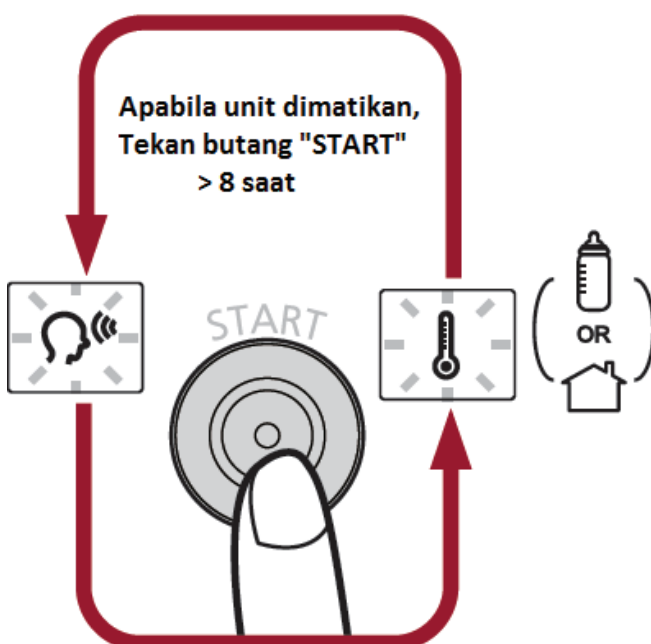 Apabila unit dimatikan,
Tekan butang "START"
> 8 saat
START
OR